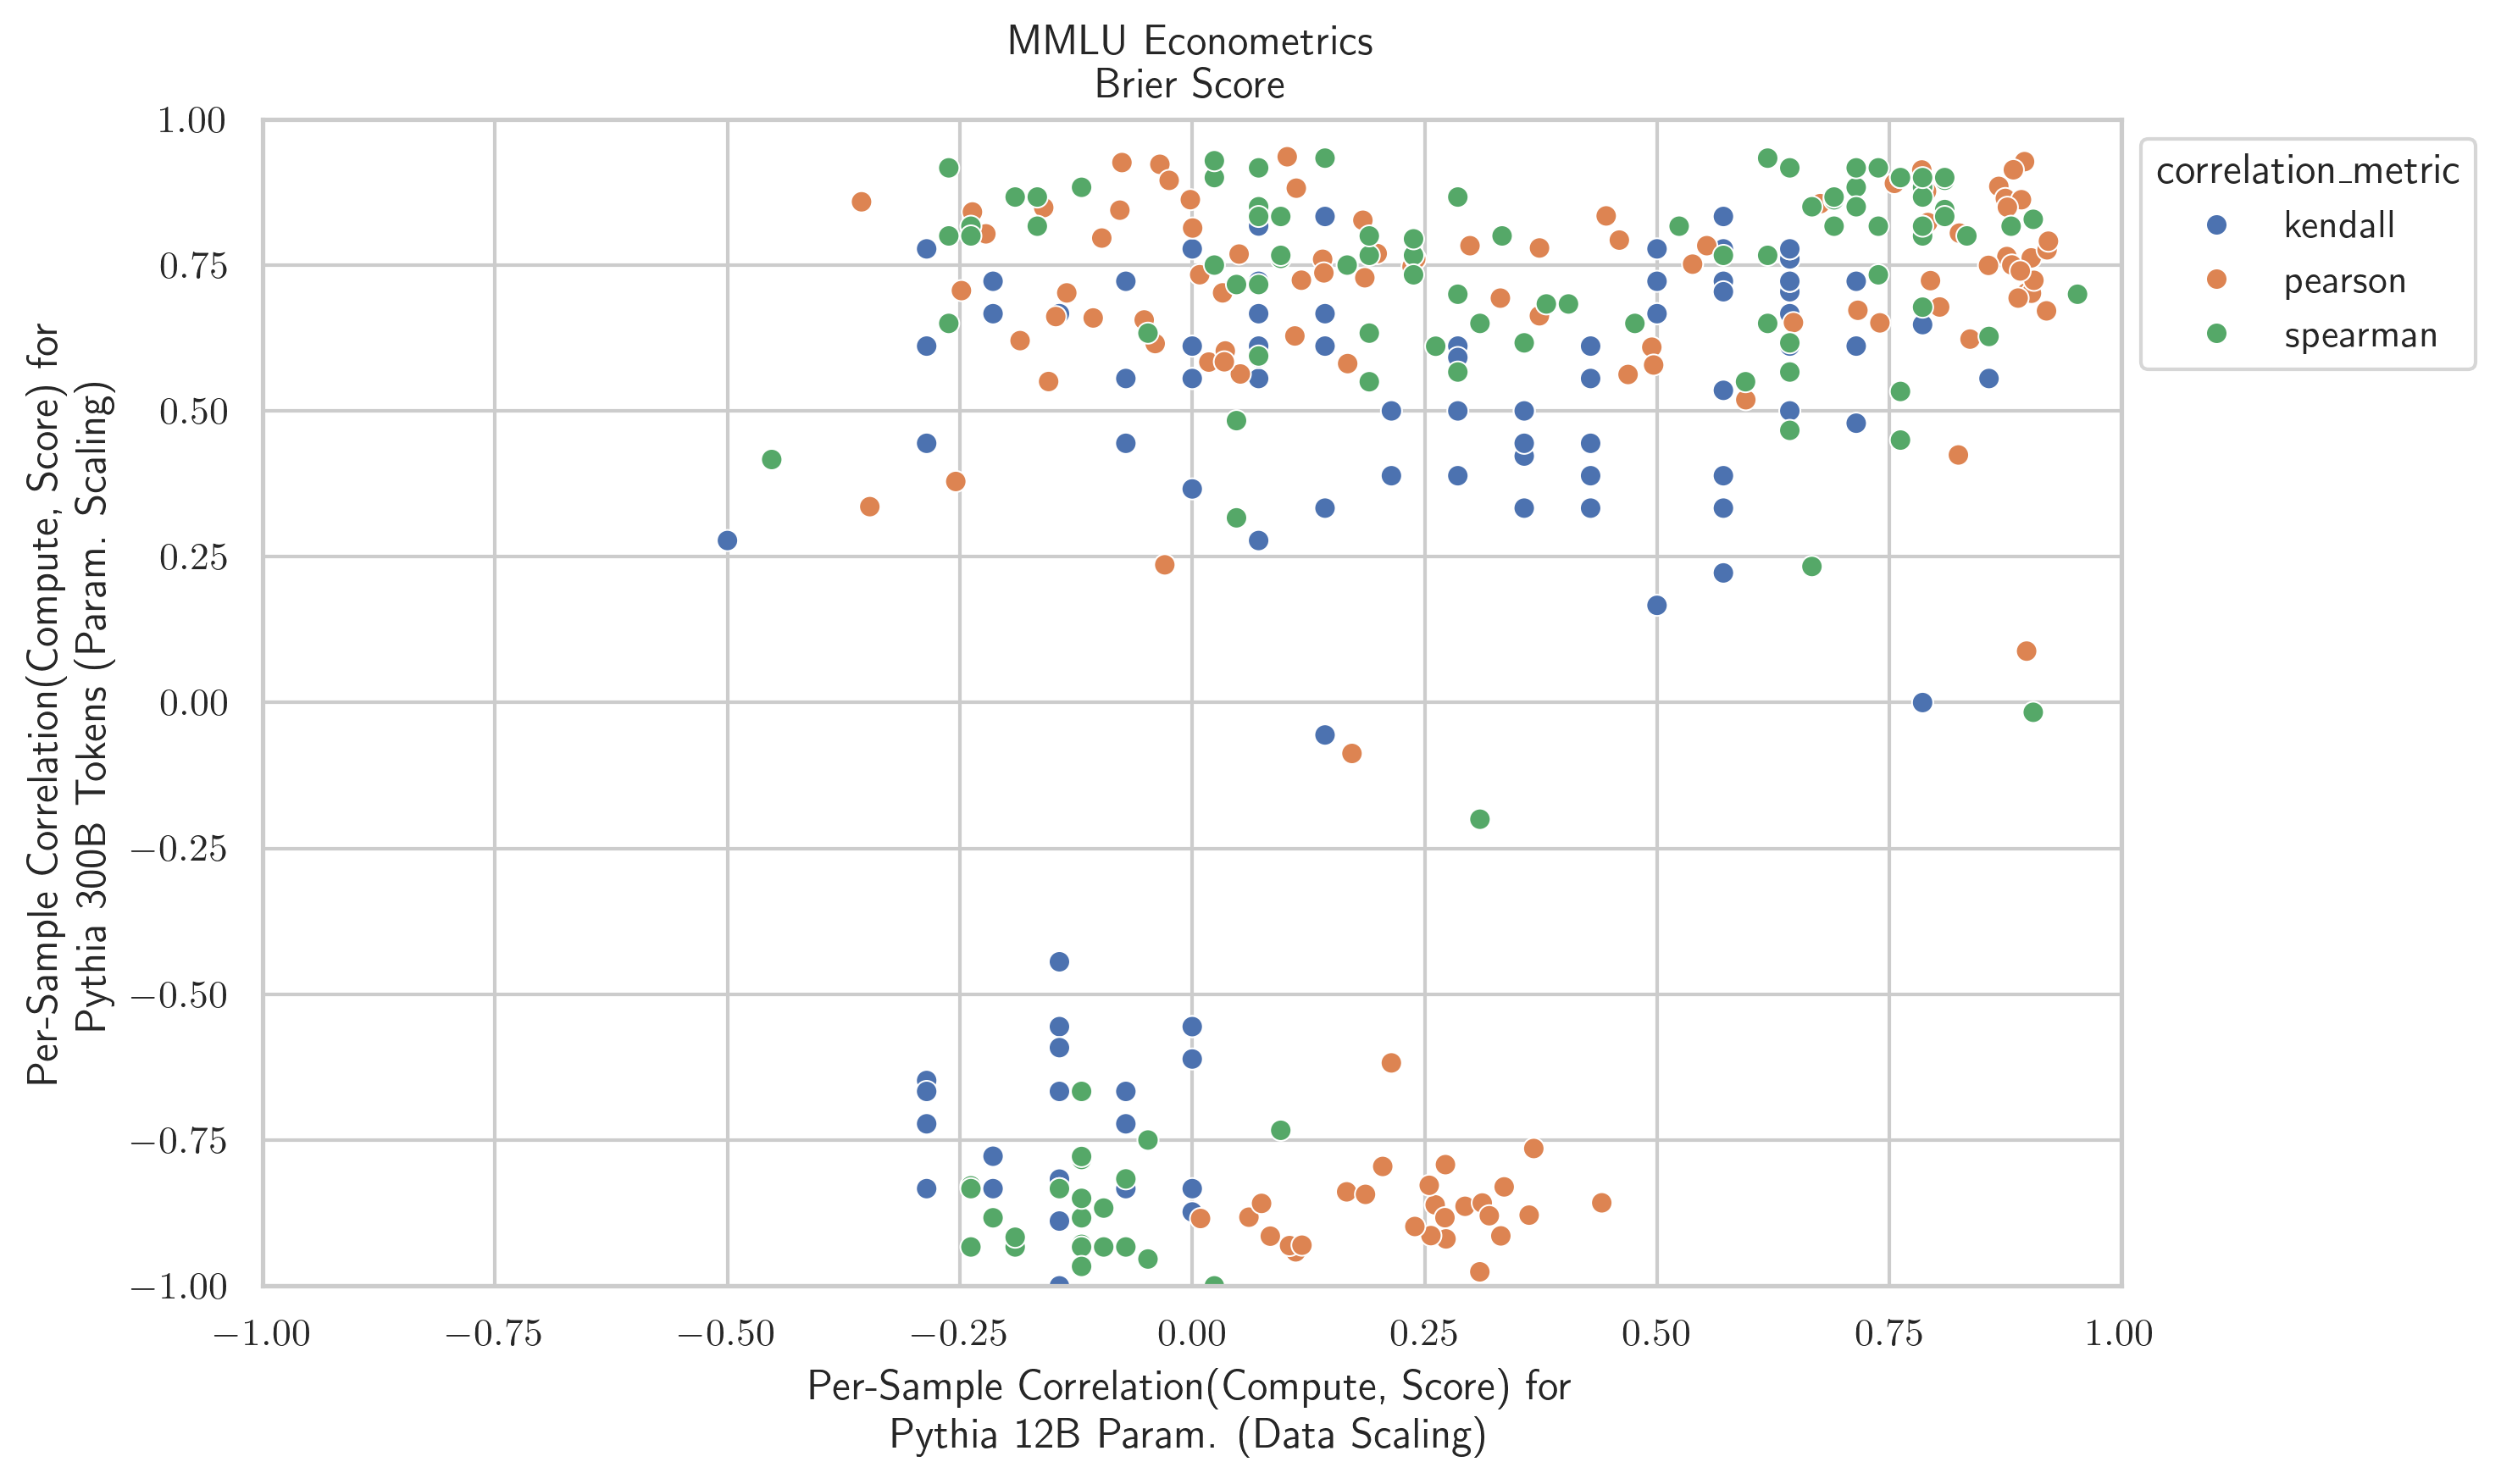 MMLU Econometrics
Brier Score
Per-Sample Correlation(Compute, Score) for
Pythia 300B Tokens (Param. Scaling)
1.00
0.75
0.50
0.25
0.00
−0.25
−0.50
−0.75
−1.00
−1.00
−0.75
−0.50
−0.25
0.00
0.25
0.50
0.75
1.00
Per-Sample Correlation(Compute, Score) for
Pythia 12B Param. (Data Scaling)
correlation_metric
kendall
pearson
spearman